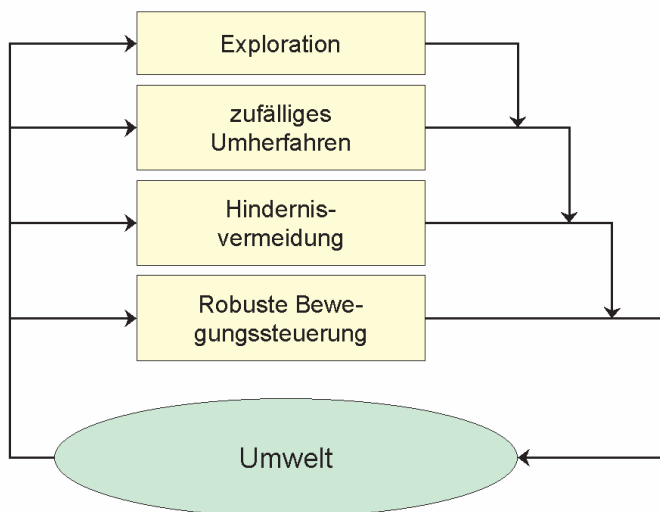 Exploration
zufälliges
Umherfahren
Hindernis-
vermeidung
Robuste Bewe-
gungssteuerung
Umwelt